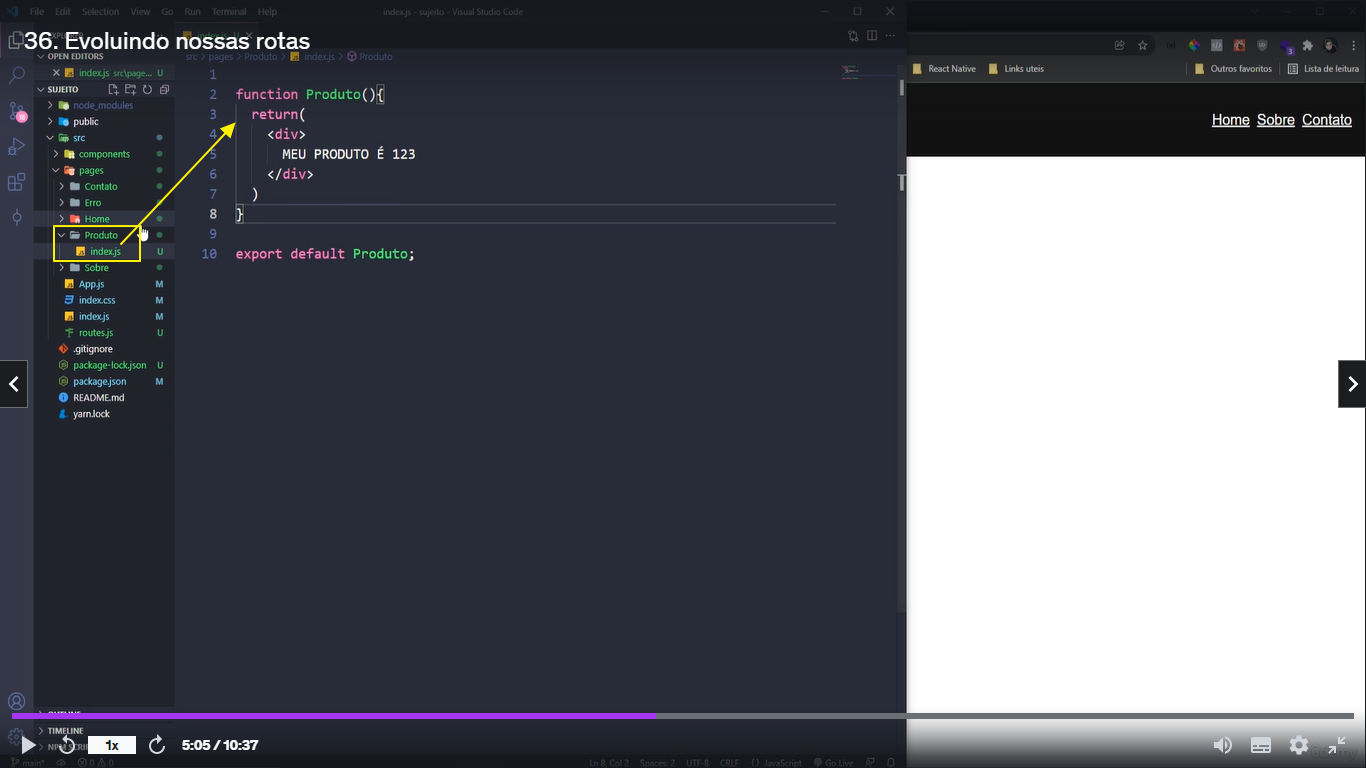 File Edit Selection View Go Run Terminal Help
index.js - sujeito - Visual Studio Code
36. Evoluindo nossas rotas
OPEN EDITORS
index.js src\page... U
SUJEITO
node_modules
public
src
components
pages
Contato
Erro
Home
Produto
index.js U
Sobre
App.js M
index.css M
index.js M
routes.js U
.gitignore
package-lock.json U
package.json M
README.md
yarn.lock
OUTLINE
TIMELINE
src > pages > Produto > index.js > Produto
1
2 function Produto(){
3 return(
4 <div>
5 MEU PRODUTO É 123
6 </div>
7 )
8 }
9
10 export default Produto;
React Native
Links uteis
Outros favoritos
Lista de leitura
3
Home Sobre Contato
1x
5:05 / 10:37
main*
0 0
Ln 8, Col 2 Spaces: 2 UTF-8 CRLF {} JavaScript Go Live